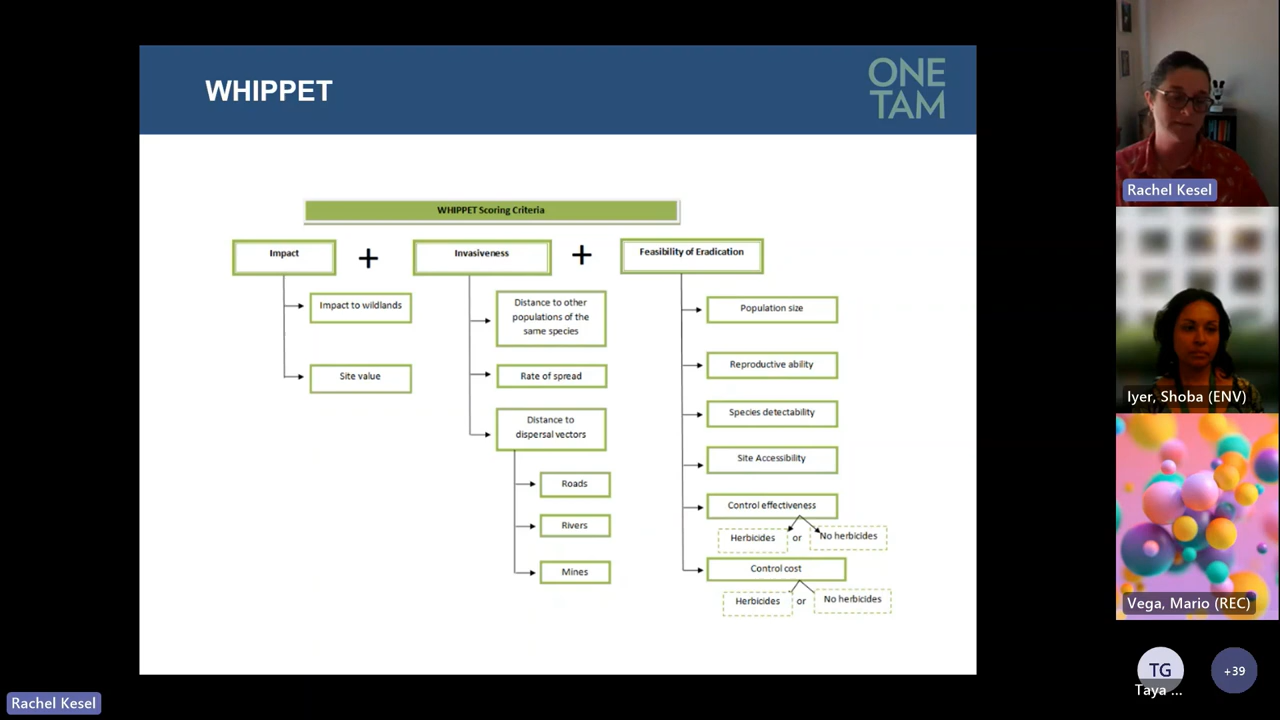 WHIPPET
ONE
TAM
WHIPPET Scoring Criteria
Impact
+
Invasiveness
+
Feasibility of Eradication
Impact to wildlands
Site value
Distance to other
populations of the
same species
Rate of spread
Distance to
dispersal vectors
Roads
Rivers
Mines
Population size
Reproductive ability
Species detectability
Site Accessibility
Control effectiveness
Herbicides or No herbicides
Control cost
Herbicides or No herbicides
Rachel Kesel
Iyer, Shoba (ENV)
Vega, Mario (REC)
TG
Taya ...
+39
Rachel Kesel